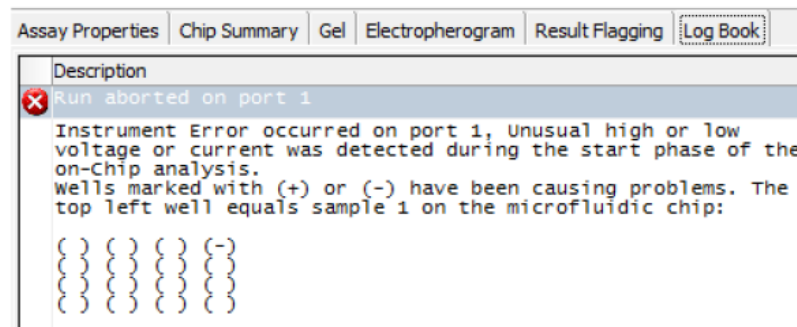 Assay Properties Chip Summary Gel Electropherogram Result Flagging Log Book
Description
Run aborted on port 1
Instrument Error occurred on port 1, Unusual high or low
voltage or current was detected during the start phase of the
on-Chip analysis.
Wells marked with (+) or (-) have been causing problems. The
top left well equals sample 1 on the microfluidic chip:
( ) ( ) ( ) (-)
( ) ( ) ( ) ( )
( ) ( ) ( ) ( )
( ) ( ) ( ) ( )